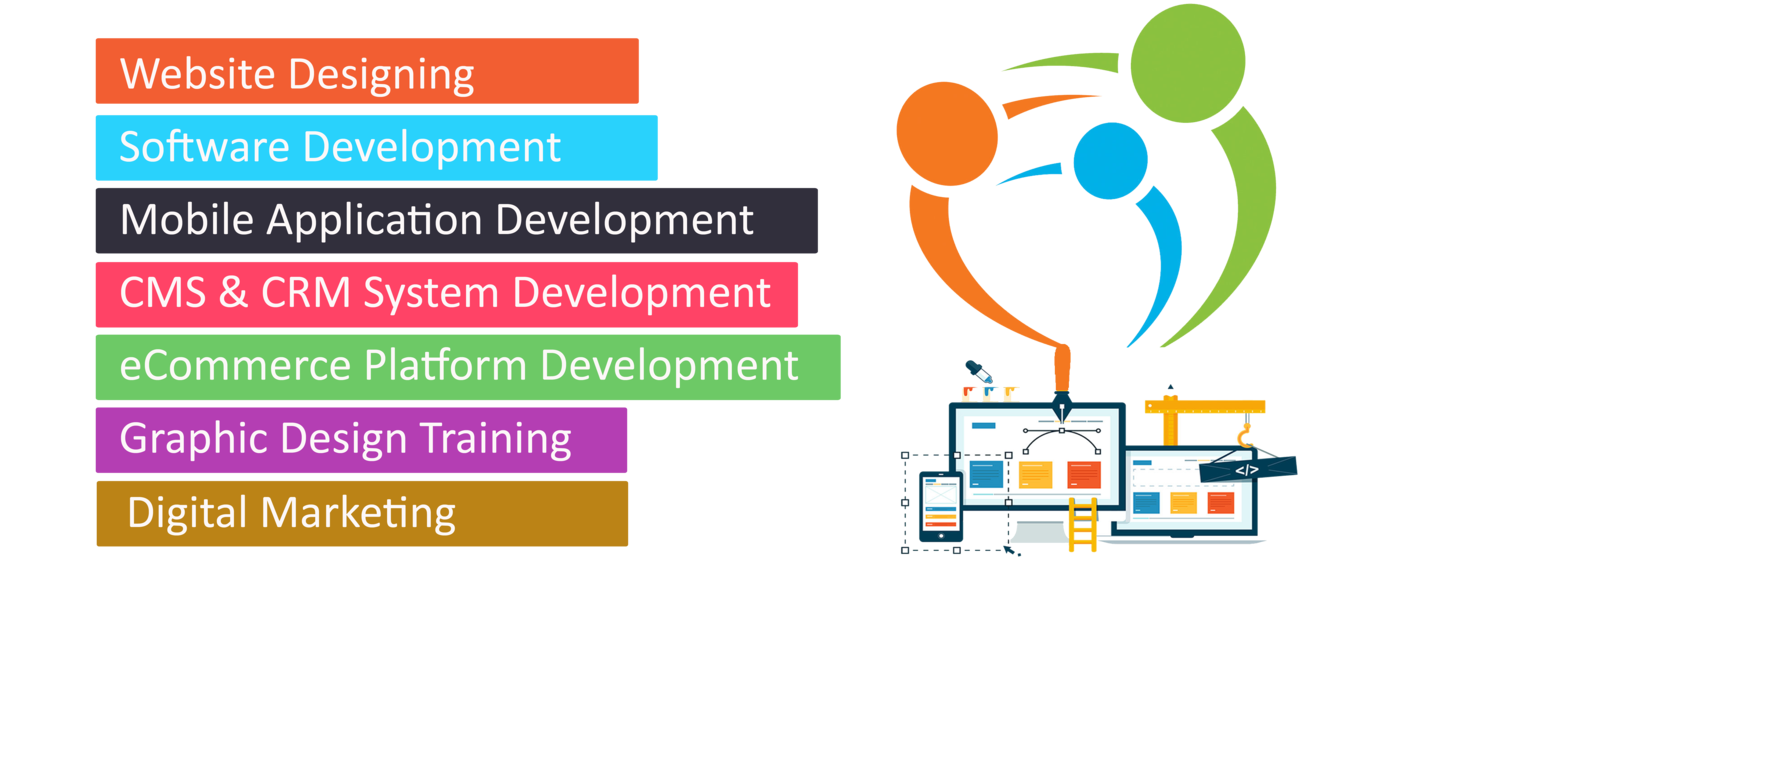 Website Designing
Software Development
Mobile Application Development
CMS & CRM System Development
eCommerce Platform Development
Graphic Design Training
Digital Marketing
</>